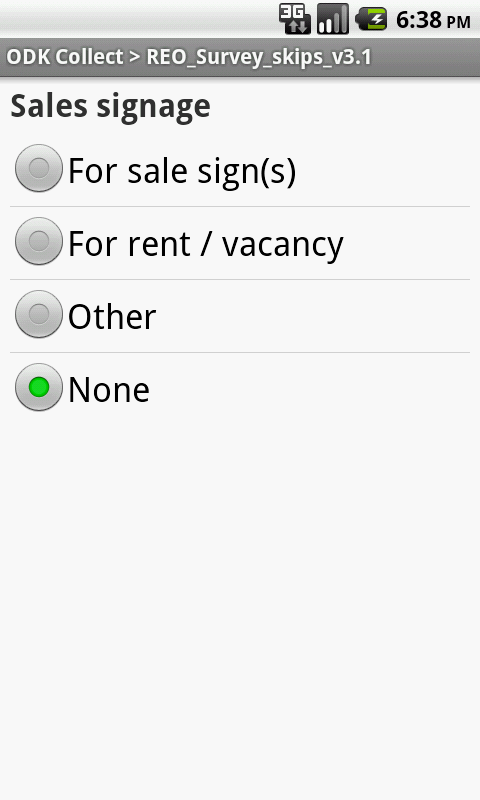 3G 6:38 PM
ODK Collect > REO_Survey_skips_v3.1
Sales signage
For sale sign(s)
For rent / vacancy
Other
None